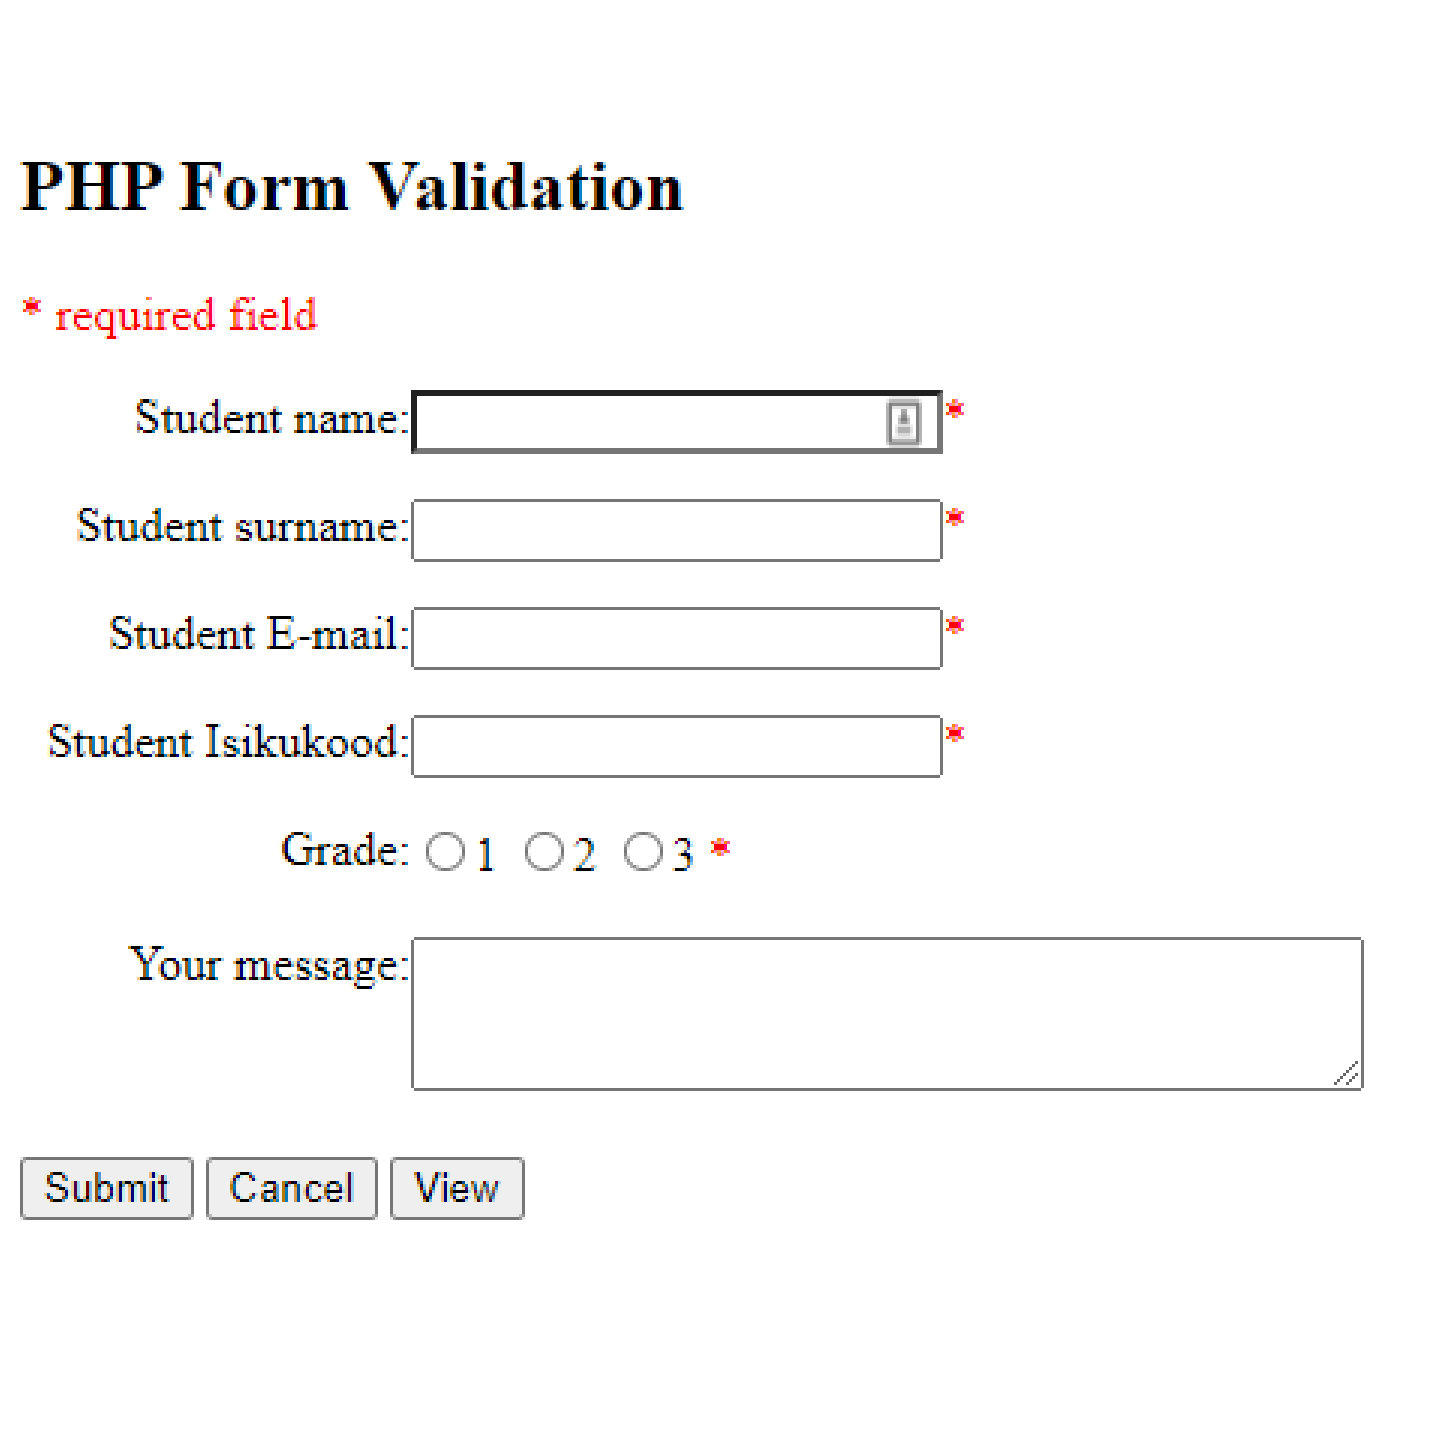 PHP Form Validation
* required field
Student name: *
Student surname: *
Student E-mail: *
Student Isikukood: *
Grade: 1 2 3 *
Your message:
Submit Cancel View